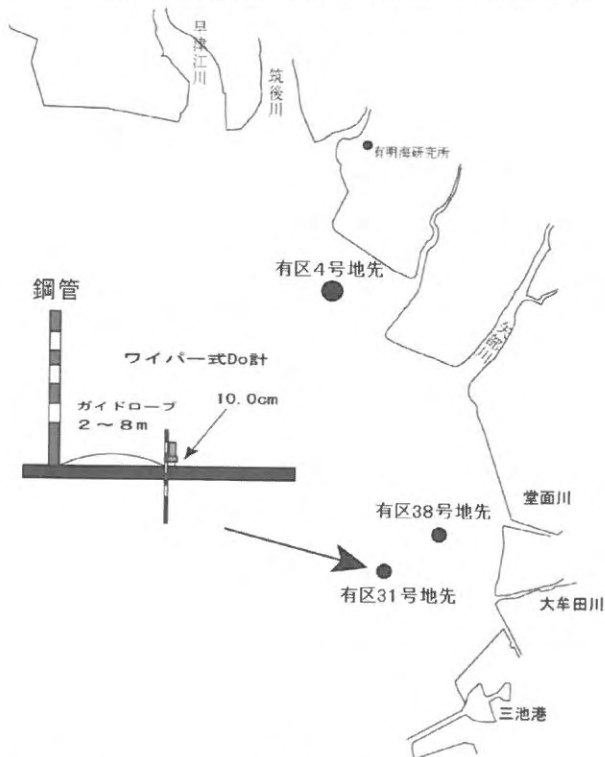 早津江川
筑後川
有明海研究所
有区4号地先
鋼管
矢部川
ワイパー式Do計
ガイドロープ
2～8m
10.0cm
堂面川
有区38号地先
有区31号地先
大牟田川
三池港